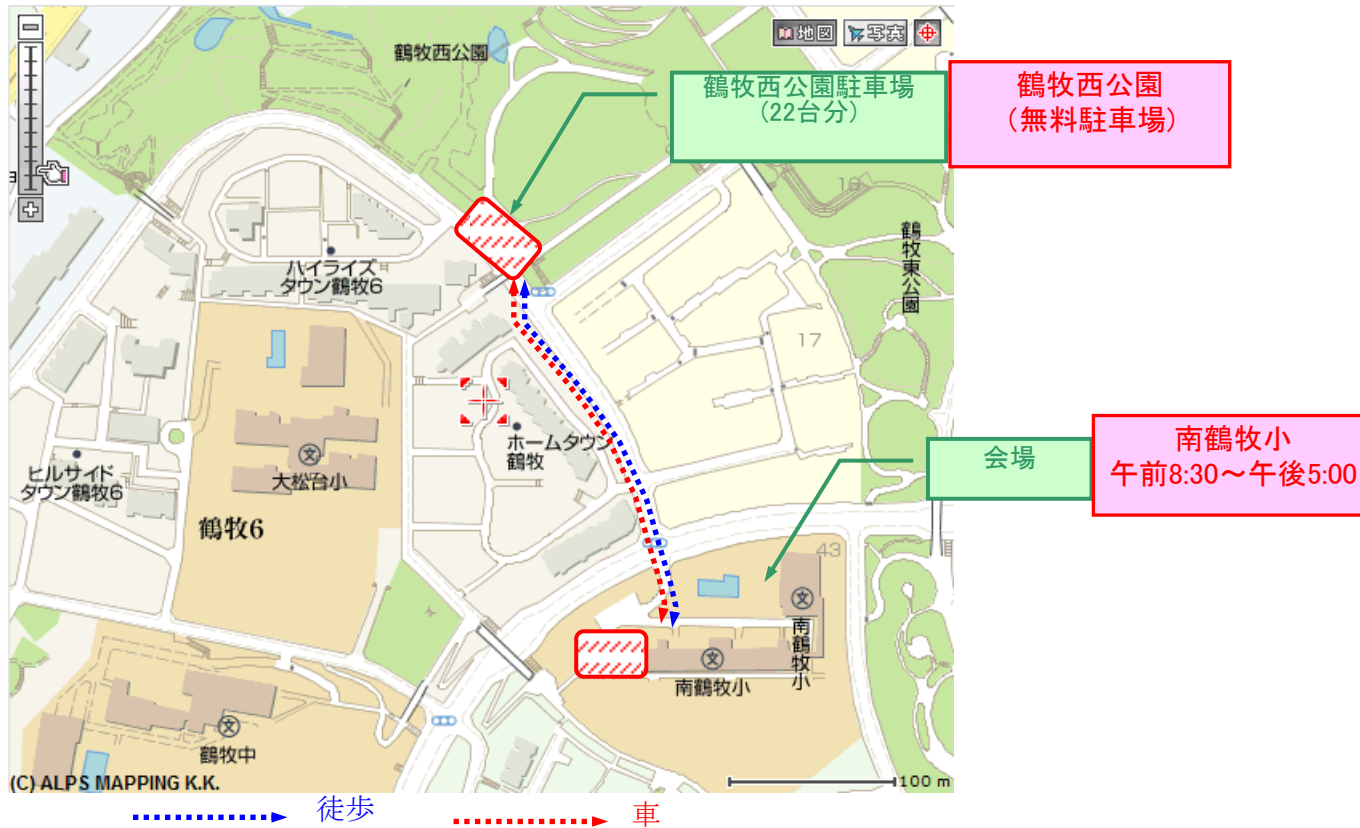 地図
写真
鶴牧西公園
鶴牧西公園駐車場
(22台分)
鶴牧西公園
(無料駐車場)
16
鶴牧東公園
ハイライズ
タウン鶴牧6
17
ホームタウン
鶴牧
ヒルサイド
タウン鶴牧6
文
大松台小
鶴牧6
会場
南鶴牧小
午前8:30～午後5:00
43
文
南鶴牧小
文
南鶴牧小
文
鶴牧中
(C) ALPS MAPPING K.K.
100 m
徒歩
車